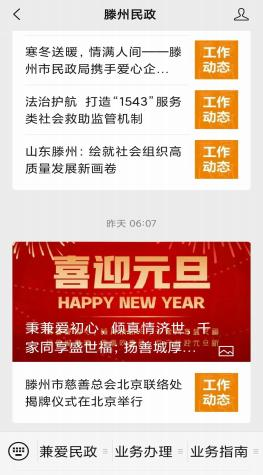 滕州民政
寒冬送暖，情满人间——滕
州市民政局携手爱心企...
工作
动态
法治护航 打造“1543”服务
类社会救助监管机制
工作
动态
山东滕州：绘就社会组织高
质量发展新画卷
工作
动态
昨天 06:07
喜迎元旦
HAPPY NEW YEAR
秉兼爱初心，倾真情济世，千
家同享盛世福；扬善城厚...
滕州市慈善总会北京联络处
揭牌仪式在北京举行
工作
动态
兼爱民政
业务办理
业务指南